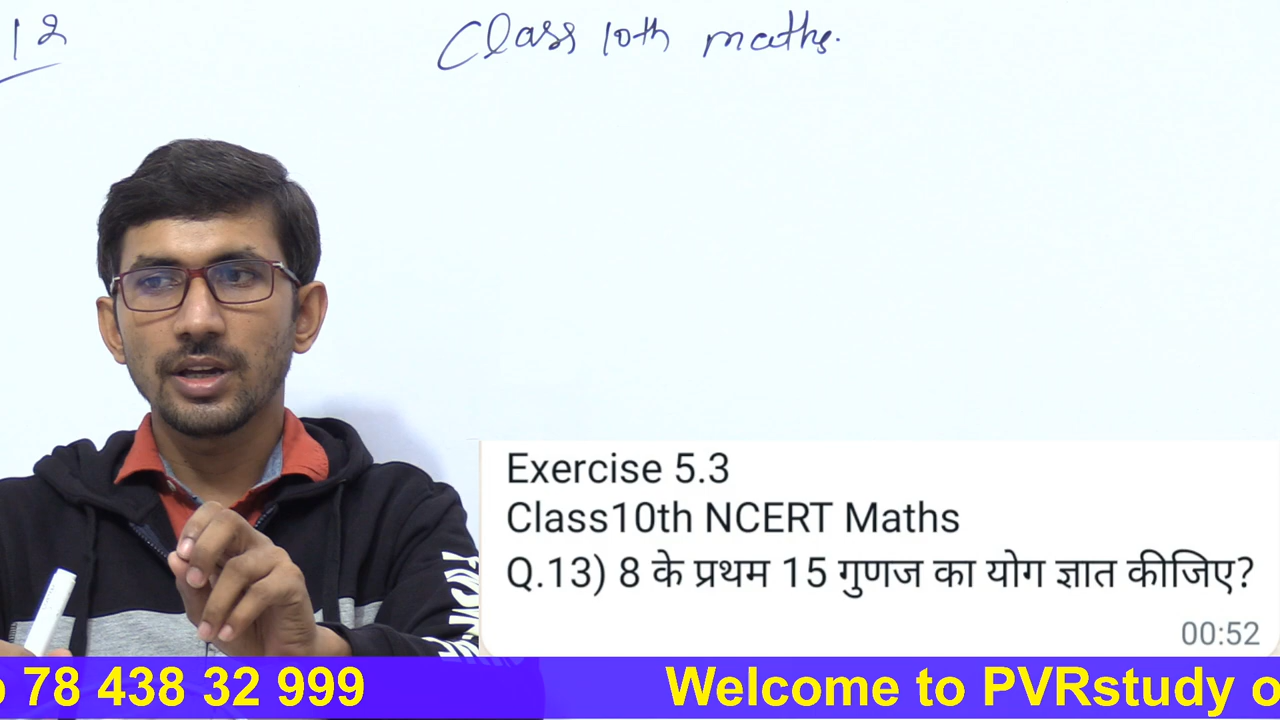 12
Class 10th maths.
Exercise 5.3
Class10th NCERT Maths
Q.13) 8 के प्रथम 15 गुणज का योग ज्ञात कीजिए?
00:52
78 438 32 999
Welcome to PVRstudy